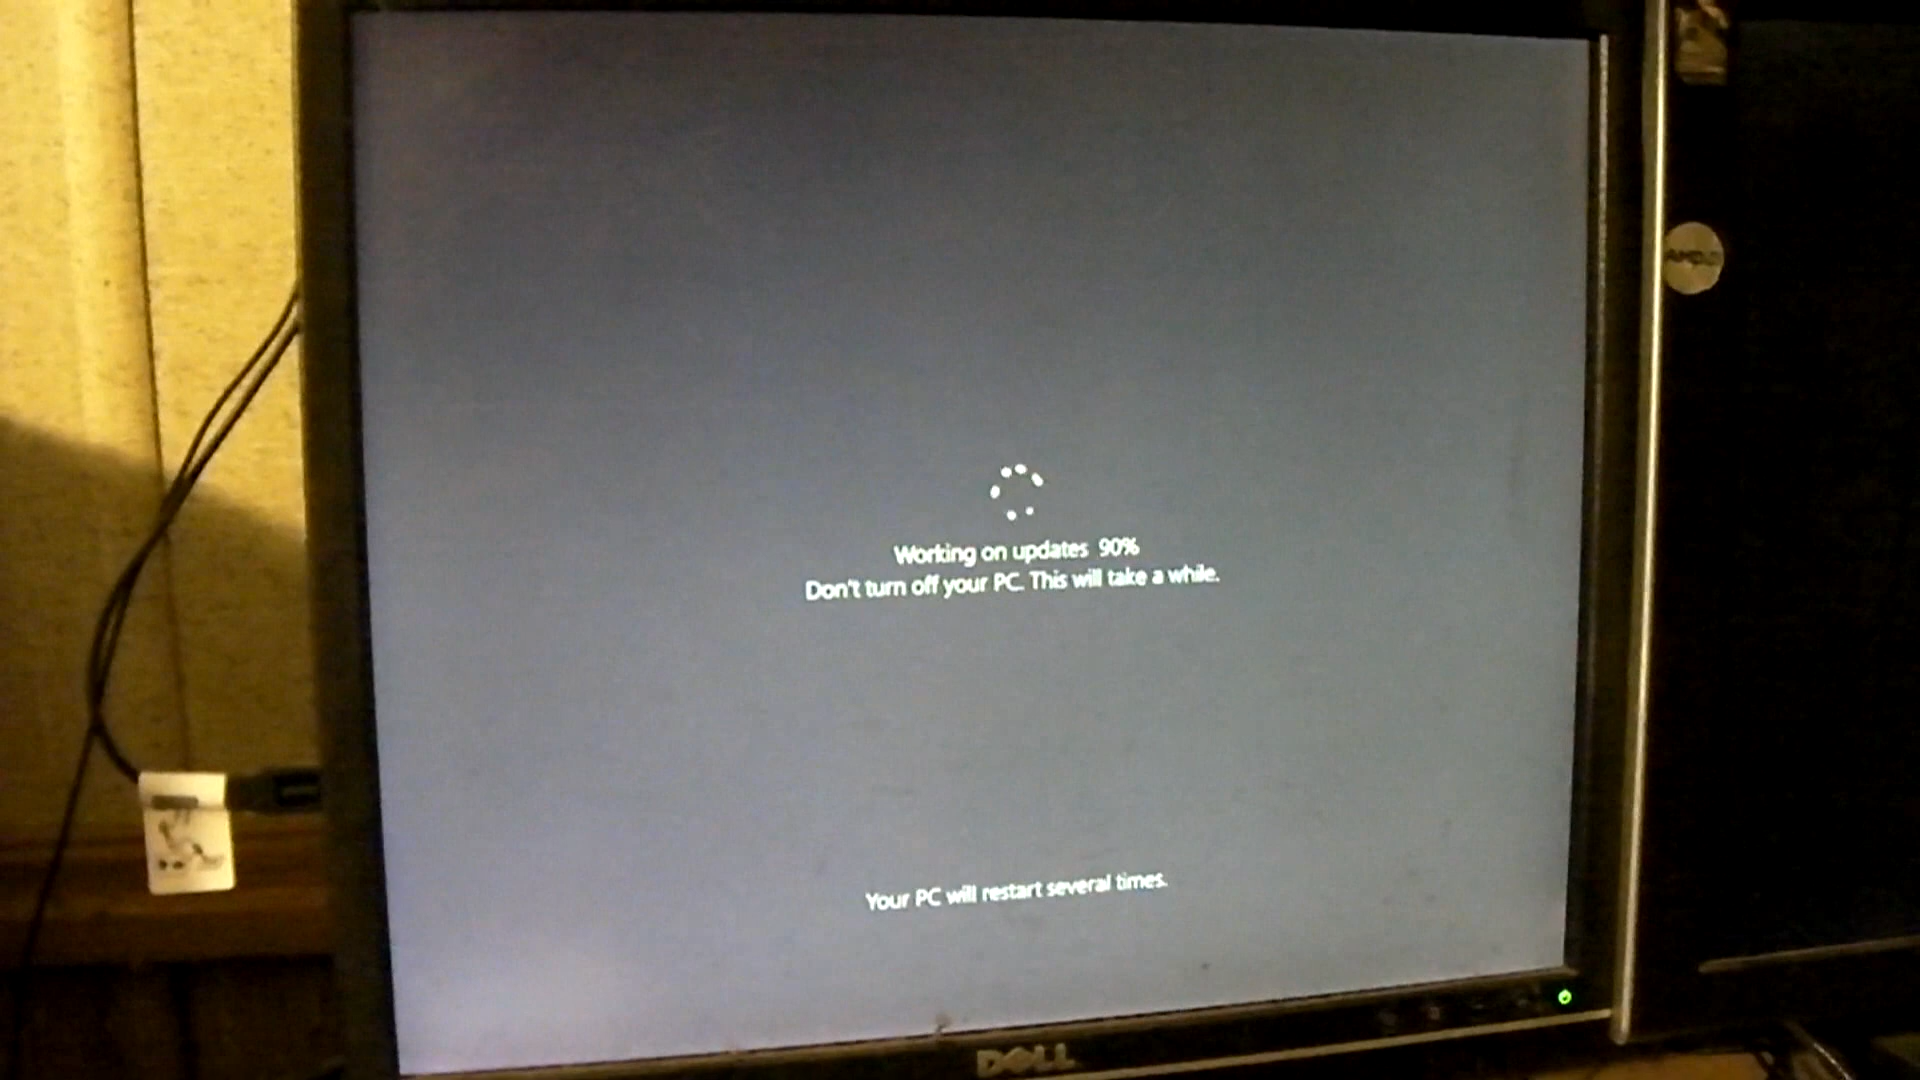 Working on updates 90%
Don't turn off your PC. This will take a while.
Your PC will restart several times.
DELL
AMD